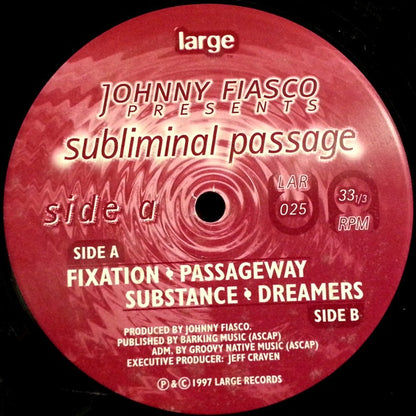 large™
JOHNNY FIASCO
PRESENTS
subliminal passage
side a
LAR
025
33 1/3
RPM
SIDE A
FIXATION • PASSAGEWAY
SUBSTANCE • DREAMERS
SIDE B
PRODUCED BY JOHNNY FIASCO.
PUBLISHED BY BARKING MUSIC (ASCAP)
ADM. BY GROOVY NATIVE MUSIC (ASCAP)
EXECUTIVE PRODUCER: JEFF CRAVEN
℗ & © 1997 LARGE RECORDS